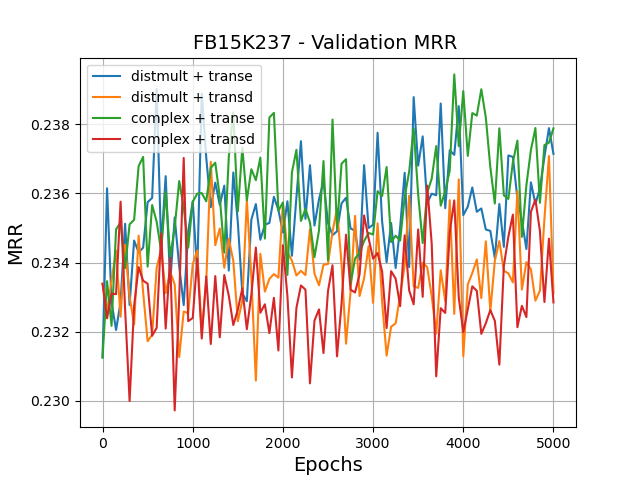 FB15K237 - Validation MRR
distmult + transe
distmult + transd
complex + transe
complex + transd
MRR
0.238
0.236
0.234
0.232
0.230
0 1000 2000 3000 4000 5000
Epochs